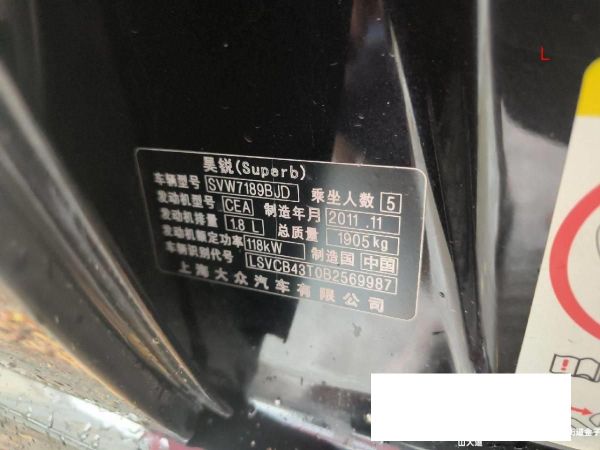 L
昊锐(Superb)
车辆型号 SVW7189BJD 乘坐人数 5
发动机型号 CEA 制造年月 2011.11
发动机排量 1.8 L 总质量 1905kg
发动机额定功率 118kW 制造国 中国
车辆识别代号 LSVCB43T0B2569987
上海大众汽车有限公司